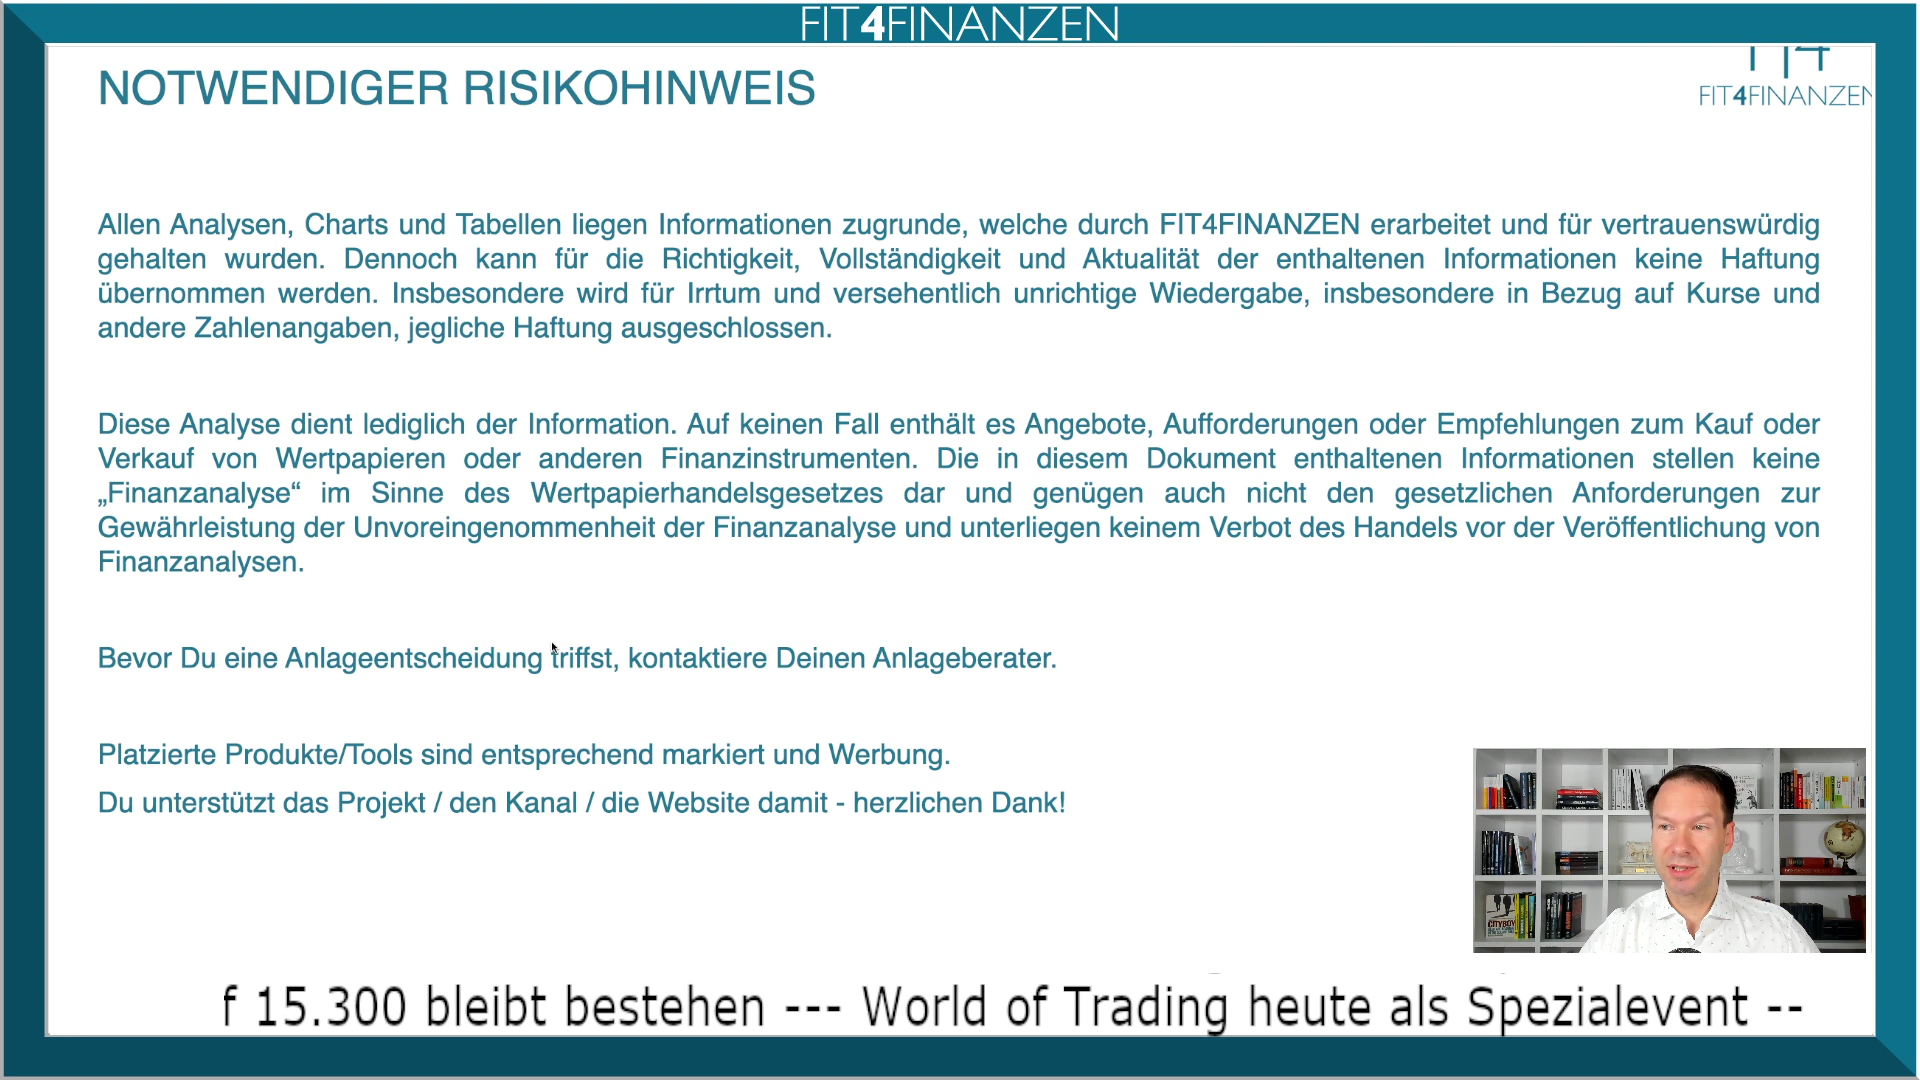 FIT4FINANZEN
NOTWENDIGER RISIKOHINWEIS
FIT4FINANZEN
Allen Analysen, Charts und Tabellen liegen Informationen zugrunde, welche durch FIT4FINANZEN erarbeitet und für vertrauenswürdig
gehalten wurden. Dennoch kann für die Richtigkeit, Vollständigkeit und Aktualität der enthaltenen Informationen keine Haftung
übernommen werden. Insbesondere wird für Irrtum und versehentlich unrichtige Wiedergabe, insbesondere in Bezug auf Kurse und
andere Zahlenangaben, jegliche Haftung ausgeschlossen.
Diese Analyse dient lediglich der Information. Auf keinen Fall enthält es Angebote, Aufforderungen oder Empfehlungen zum Kauf oder
Verkauf von Wertpapieren oder anderen Finanzinstrumenten. Die in diesem Dokument enthaltenen Informationen stellen keine
„Finanzanalyse“ im Sinne des Wertpapierhandelsgesetzes dar und genügen auch nicht den gesetzlichen Anforderungen zur
Gewährleistung der Unvoreingenommenheit der Finanzanalyse und unterliegen keinem Verbot des Handels vor der Veröffentlichung von
Finanzanalysen.
Bevor Du eine Anlageentscheidung triffst, kontaktiere Deinen Anlageberater.
Platzierte Produkte/Tools sind entsprechend markiert und Werbung.
Du unterstützt das Projekt / den Kanal / die Website damit - herzlichen Dank!
CITYBOY
f 15.300 bleibt bestehen --- World of Trading heute als Spezialevent --